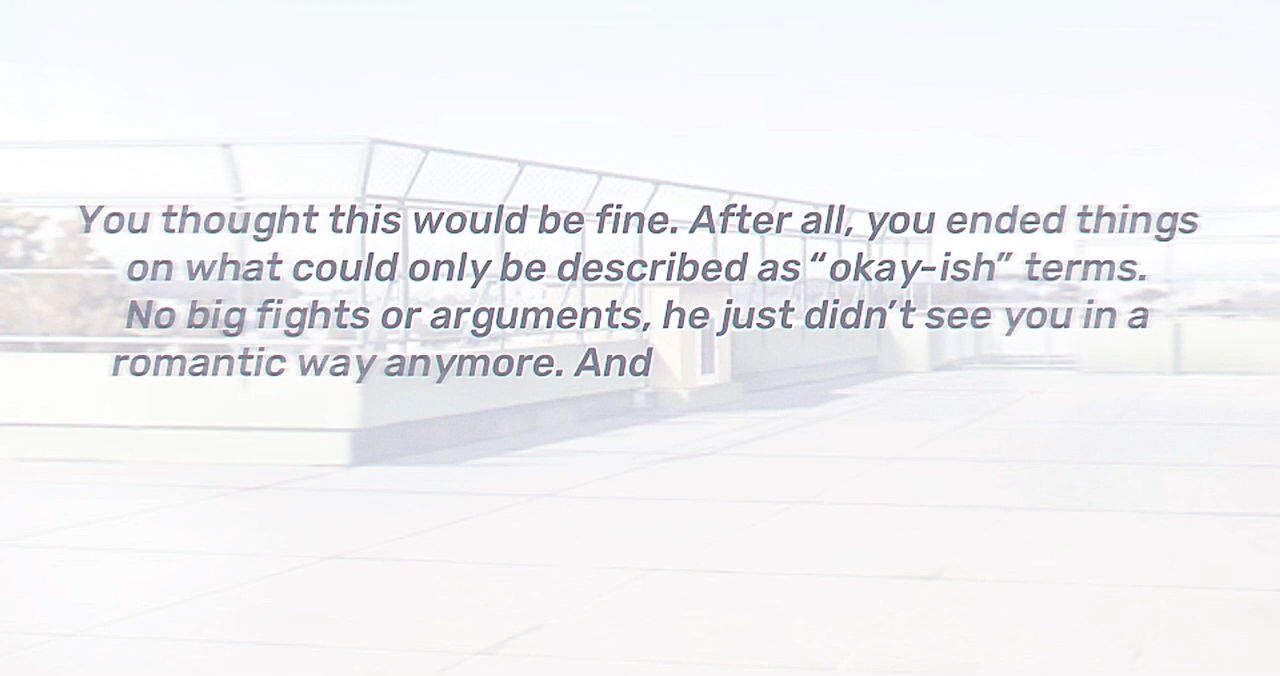 You thought this would be fine. After all, you ended things
on what could only be described as “okay-ish” terms.
No big fights or arguments, he just didn’t see you in a
romantic way anymore. And